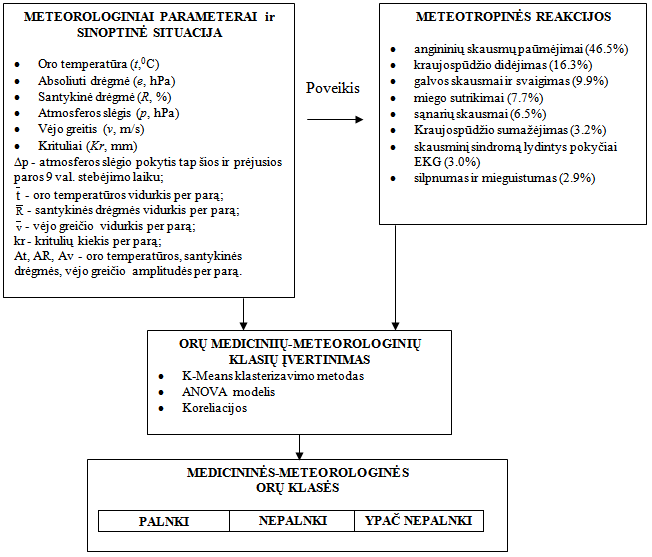 METEOROLOGINIAI PARAMETERAI ir
SINOPTINĖ SITUACIJA
• Oro temperatūra (t,⁰C)
• Absoliuti drėgmė (e, hPa)
• Santykinė drėgmė (R, %)
• Atmosferos slėgis (p, hPa)
• Vėjo greitis (v, m/s)
• Krituliai (Kr, mm)
Δp - atmosferos slėgio pokytis tap šios ir prėjusios
paros 9 val. stebėjimo laiku;
t̅ - oro temperatūros vidurkis per parą;
R̅ - santykinės drėgmės vidurkis per parą;
v̅ - vėjo greičio vidurkis per parą;
kr - kritulių kiekis per parą;
At, AR, Av - oro temperatūros, santykinės
drėgmės, vėjo greičio amplitudės per parą.
Poveikis
METEOTROPINĖS REAKCIJOS
• angininių skausmų paūmėjimai (46.5%)
• kraujospūdžio didėjimas (16.3%)
• galvos skausmai ir svaigimas (9.9%)
• miego sutrikimai (7.7%)
• sąnarių skausmai (6.5%)
• Kraujospūdžio sumažėjimas (3.2%)
• skausminį sindromą lydintys pokyčiai
EKG (3.0%)
• silpnumas ir mieguistumas (2.9%)
ORŲ MEDICINIIŲ-METEOROLOGINIŲ
KLASIŲ ĮVERTINIMAS
• K-Means klasterizavimo metodas
• ANOVA modelis
• Koreliacijos
MEDICININĖS-METEOROLOGINĖS
ORŲ KLASĖS
PALNKI NEPALNKI YPAČ NEPALNKI